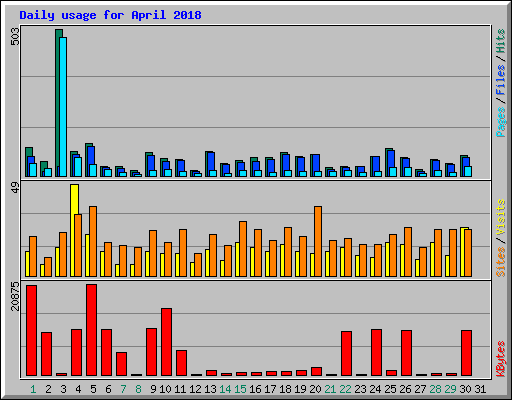 Daily usage for April 2018
503
Pages / Files / Hits
49
Sites / Visits
20875
KBytes
1 2 3 4 5 6 7 8 9 10 11 12 13 14 15 16 17 18 19 20 21 22 23 24 25 26 27 28 29 30 31